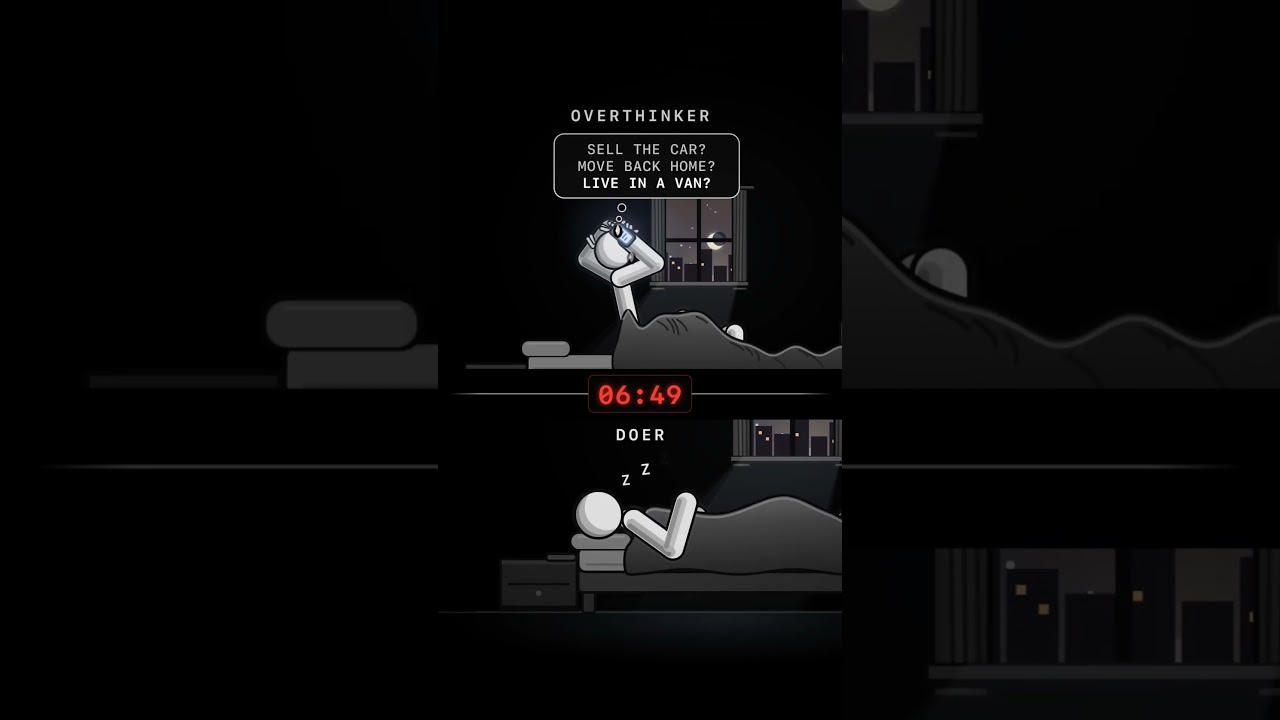 OVERTHINKER
SELL THE CAR?
MOVE BACK HOME?
LIVE IN A VAN?
06:49
DOER
z z